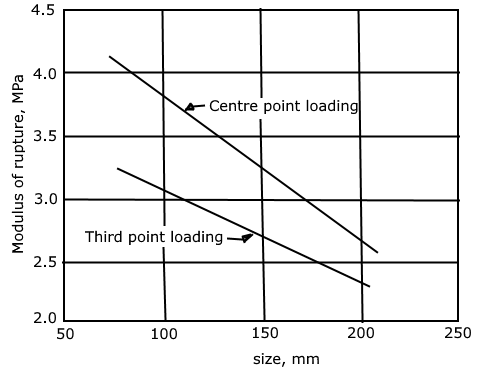 4.5
4.0
3.5
3.0
2.5
2.0
Modulus of rupture, MPa
Centre point loading
Third point loading
50 100 150 200 250
size, mm